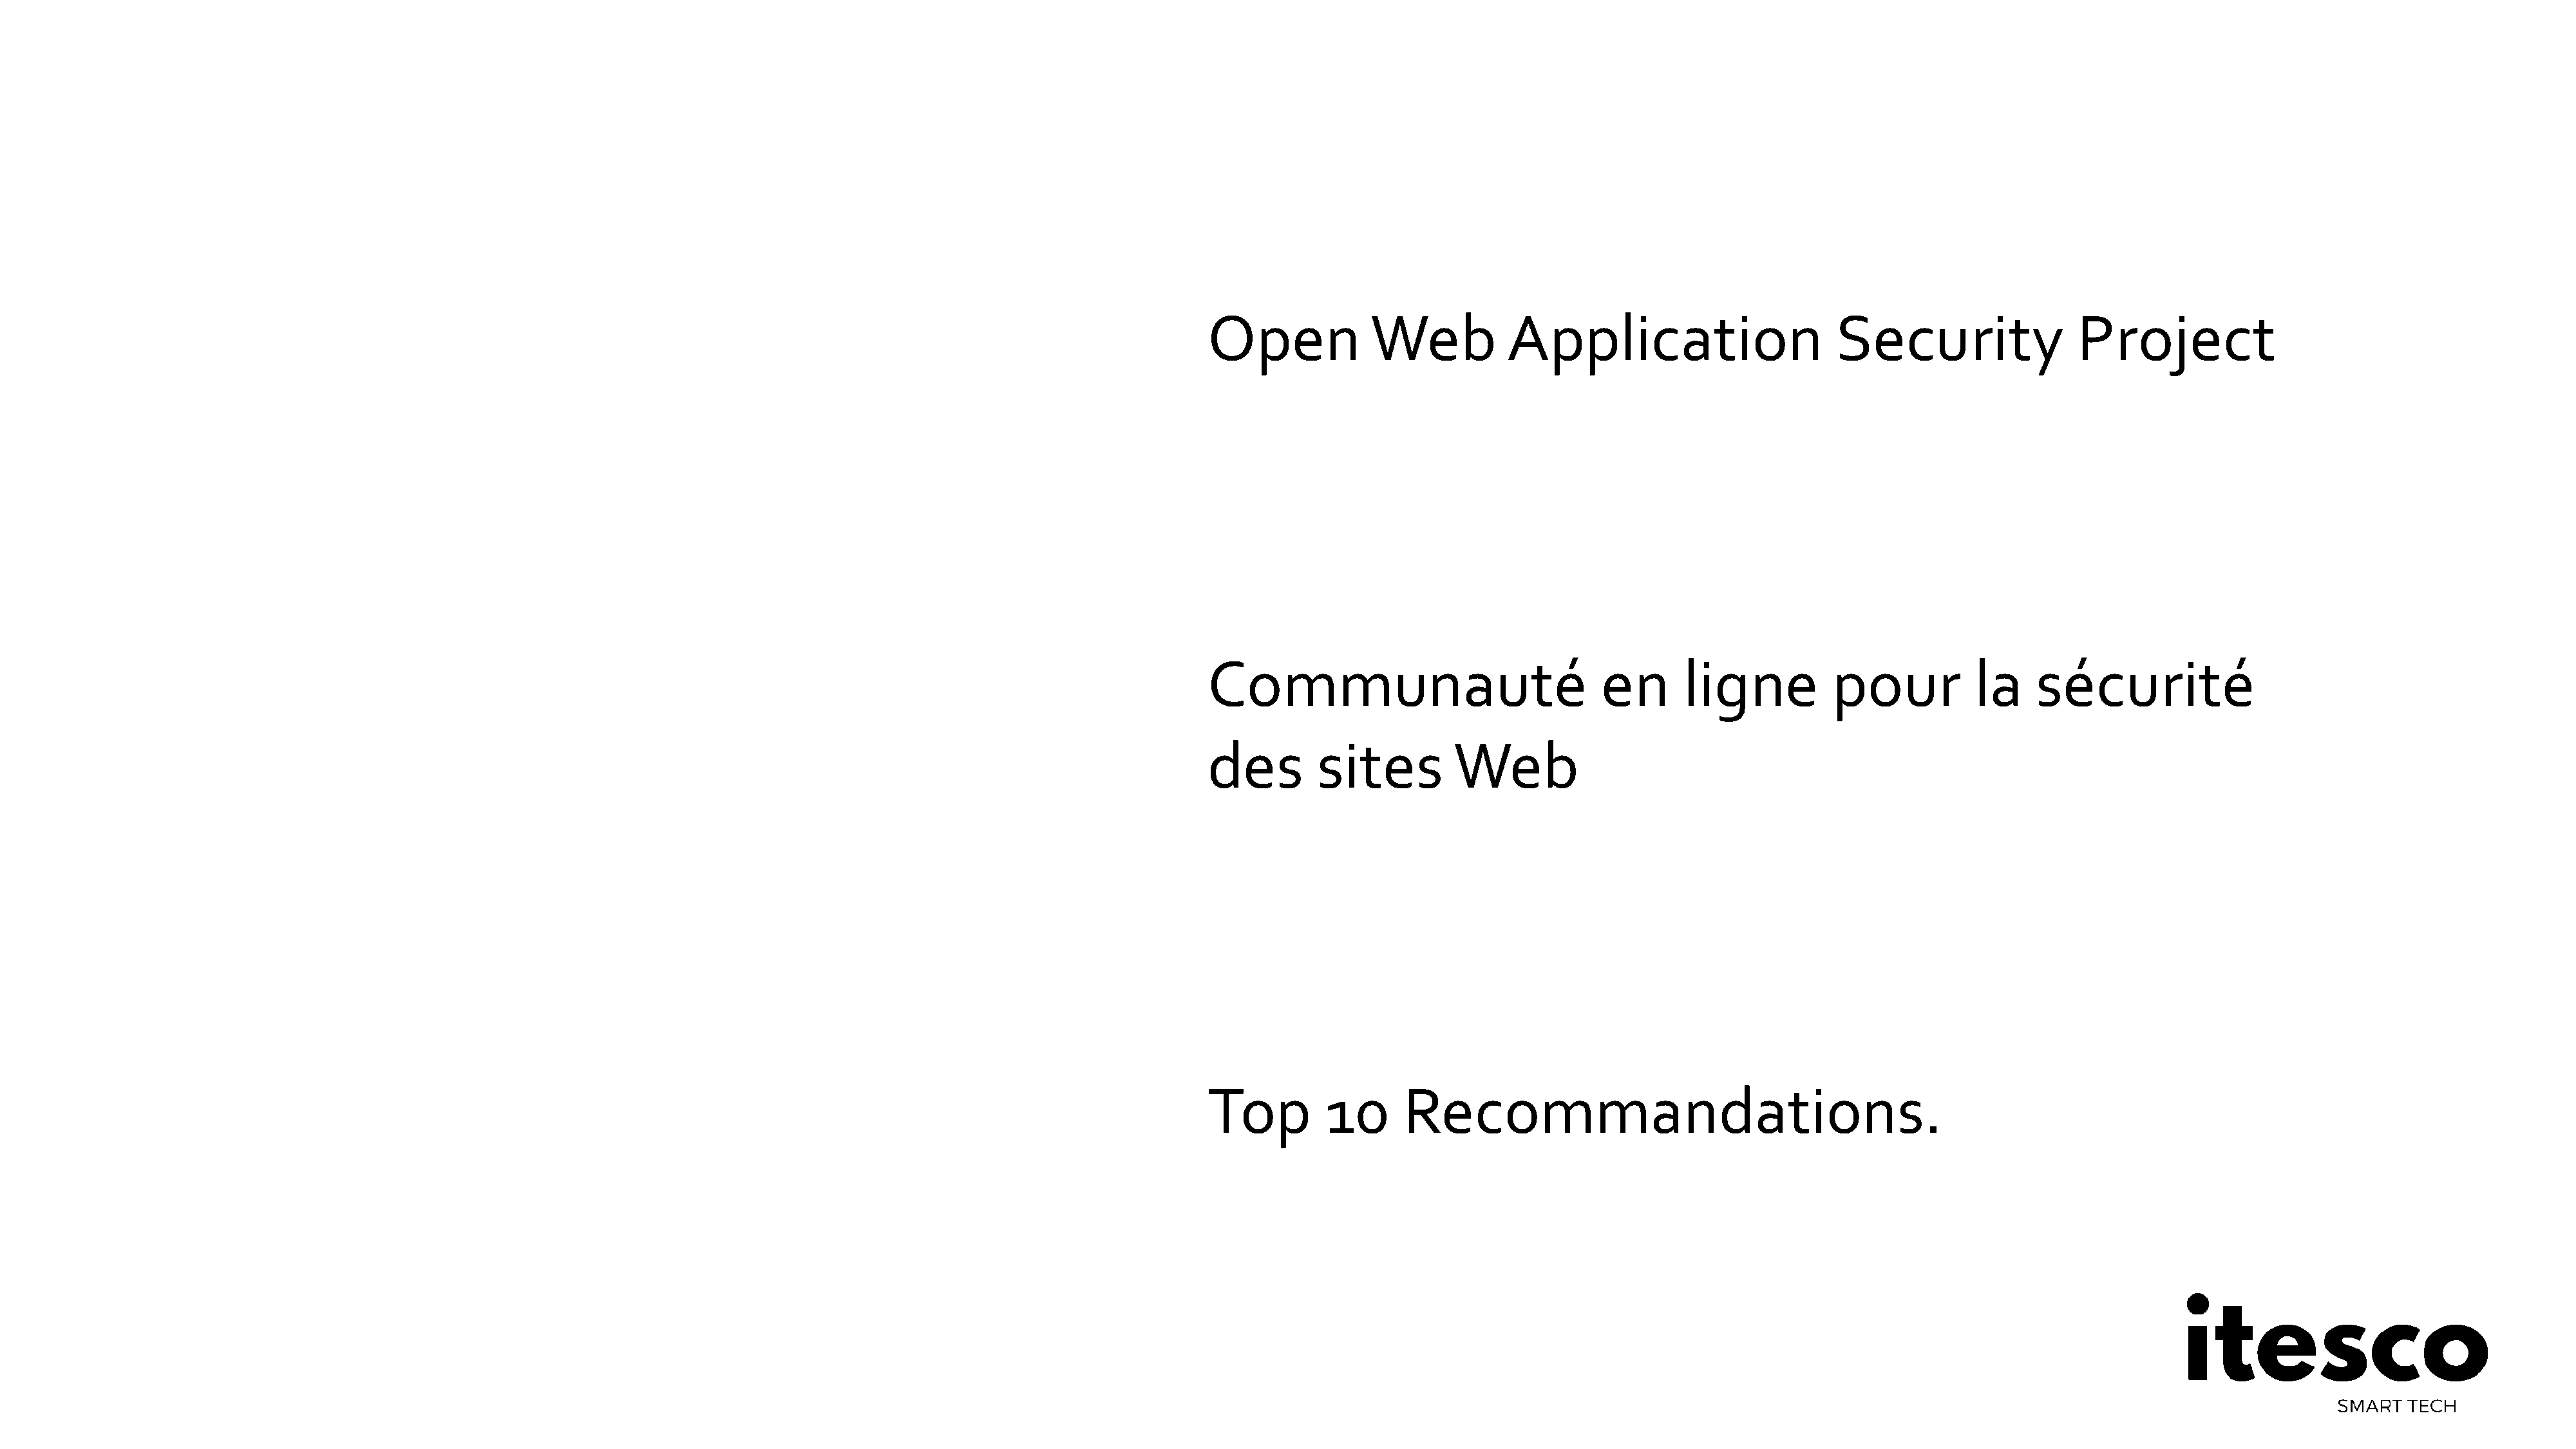 Open Web Application Security Project
Communauté en ligne pour la sécurité
des sites Web
Top 10 Recommandations.
itesco
SMART TECH